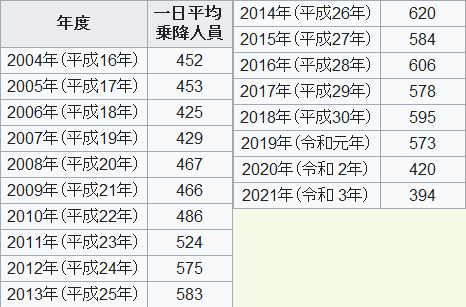 年度 一日平均
乗降人員
2004年(平成16年) 452
2005年(平成17年) 453
2006年(平成18年) 425
2007年(平成19年) 429
2008年(平成20年) 467
2009年(平成21年) 466
2010年(平成22年) 486
2011年(平成23年) 524
2012年(平成24年) 575
2013年(平成25年) 583
2014年(平成26年) 620
2015年(平成27年) 584
2016年(平成28年) 606
2017年(平成29年) 578
2018年(平成30年) 595
2019年(令和元年) 573
2020年(令和 2年) 420
2021年(令和 3年) 394